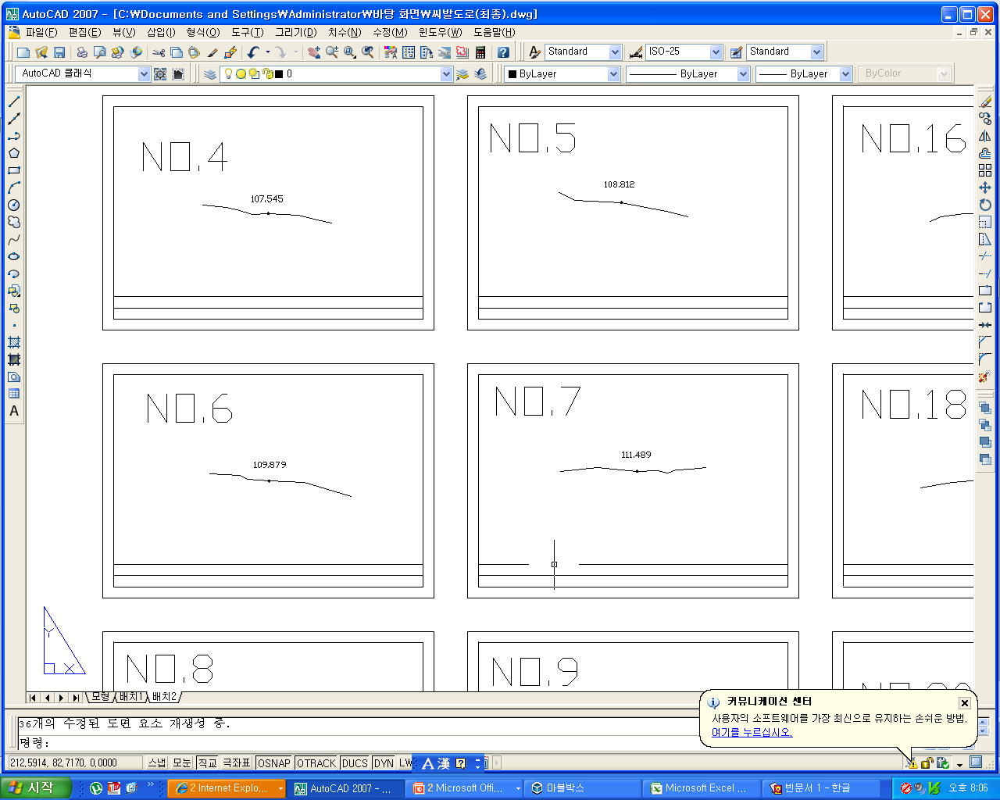 AutoCAD 2007 - [C:₩Documents and Settings₩Administrator₩바탕 화면₩씨발도로(최종).dwg]
파일(F) 편집(E) 뷰(V) 삽입(I) 형식(O) 도구(T) 그리기(D) 치수(N) 수정(M) 윈도우(W) 도움말(H)
Standard ISO-25 Standard
AutoCAD 클래식 0 ByLayer ByLayer ByLayer ByColor
NO.4 NO.5 NO.16
107.545 108.812
NO.6 NO.7 NO.18
109.879 111.489
Y
X
NO.8 NO.9
모형 배치1 배치2
36개의 수정된 도면 요소 재생성 중.
명령:
커뮤니케이션 센터
사용자의 소프트웨어를 가장 최신으로 유지하는 손쉬운 방법.
여기를 누르십시오.
212,5914, 82,7170, 0,0000 스냅 모눈 직교 극좌표 OSNAP OTRACK DUCS DYN LW A 漢
시작 2 Internet Explo... AutoCAD 2007 - ... 2 Microsoft Offi... 마블박스 Microsoft Excel ... 빈문서 1 - 한글 오후 8:06